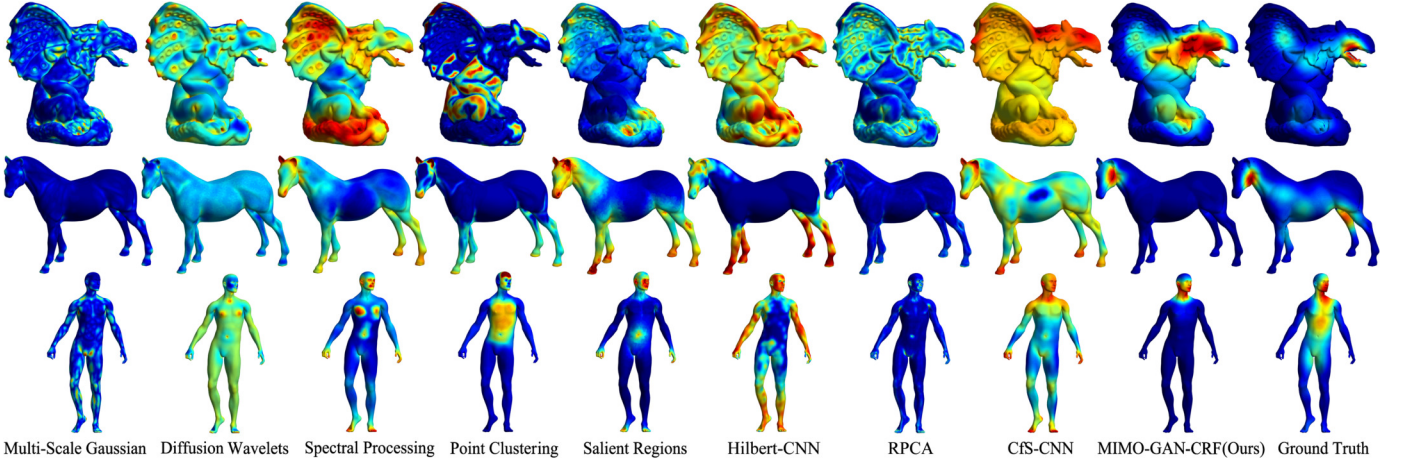 Multi-Scale Gaussian Diffusion Wavelets Spectral Processing Point Clustering Salient Regions Hilbert-CNN RPCA CfS-CNN MIMO-GAN-CRF(Ours) Ground Truth